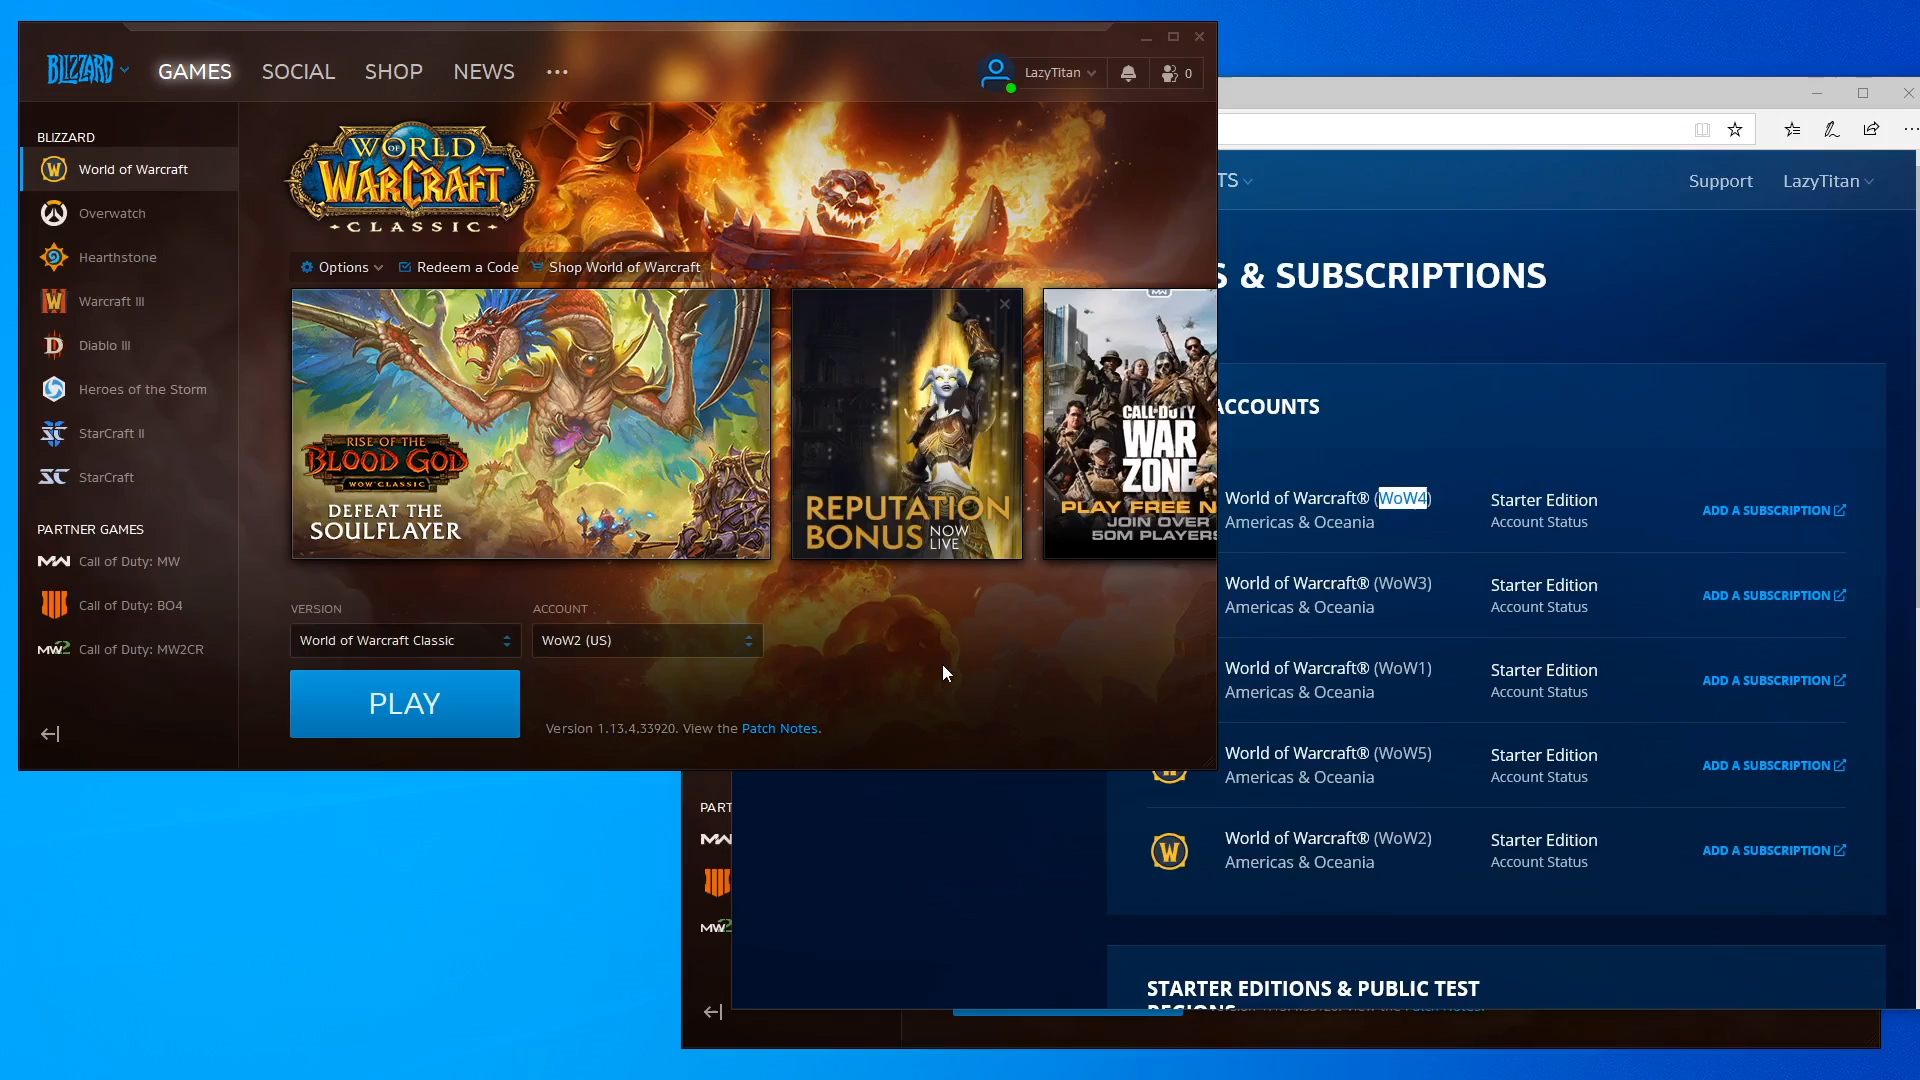 BLIZZARD
GAMES
SOCIAL
SHOP
NEWS
LazyTitan
0
BLIZZARD
World of Warcraft
Overwatch
Hearthstone
Warcraft III
Diablo III
Heroes of the Storm
StarCraft II
StarCraft
PARTNER GAMES
MW Call of Duty: MW
Call of Duty: BO4
MW2 Call of Duty: MW2CR
WORLD
OF
WARCRAFT
CLASSIC
Options
Redeem a Code
Shop World of Warcraft
RISE OF THE
BLOOD GOD
WOW CLASSIC
DEFEAT THE
SOULFLAYER
REPUTATION
BONUS NOW
LIVE
CALL OF DUTY
WAR
ZONE
PLAY FREE N
JOIN OVER
50M PLAYERS
VERSION
World of Warcraft Classic
ACCOUNT
WoW2 (US)
PLAY
Version 1.13.4.33920. View the Patch Notes.
TS
Support
LazyTitan
S & SUBSCRIPTIONS
ACCOUNTS
World of Warcraft® (WoW4)
Americas & Oceania
Starter Edition
Account Status
ADD A SUBSCRIPTION
World of Warcraft® (WoW3)
Americas & Oceania
Starter Edition
Account Status
ADD A SUBSCRIPTION
World of Warcraft® (WoW1)
Americas & Oceania
Starter Edition
Account Status
ADD A SUBSCRIPTION
World of Warcraft® (WoW5)
Americas & Oceania
Starter Edition
Account Status
ADD A SUBSCRIPTION
World of Warcraft® (WoW2)
Americas & Oceania
Starter Edition
Account Status
ADD A SUBSCRIPTION
STARTER EDITIONS & PUBLIC TEST
REGIONS
PART
MW
MW2